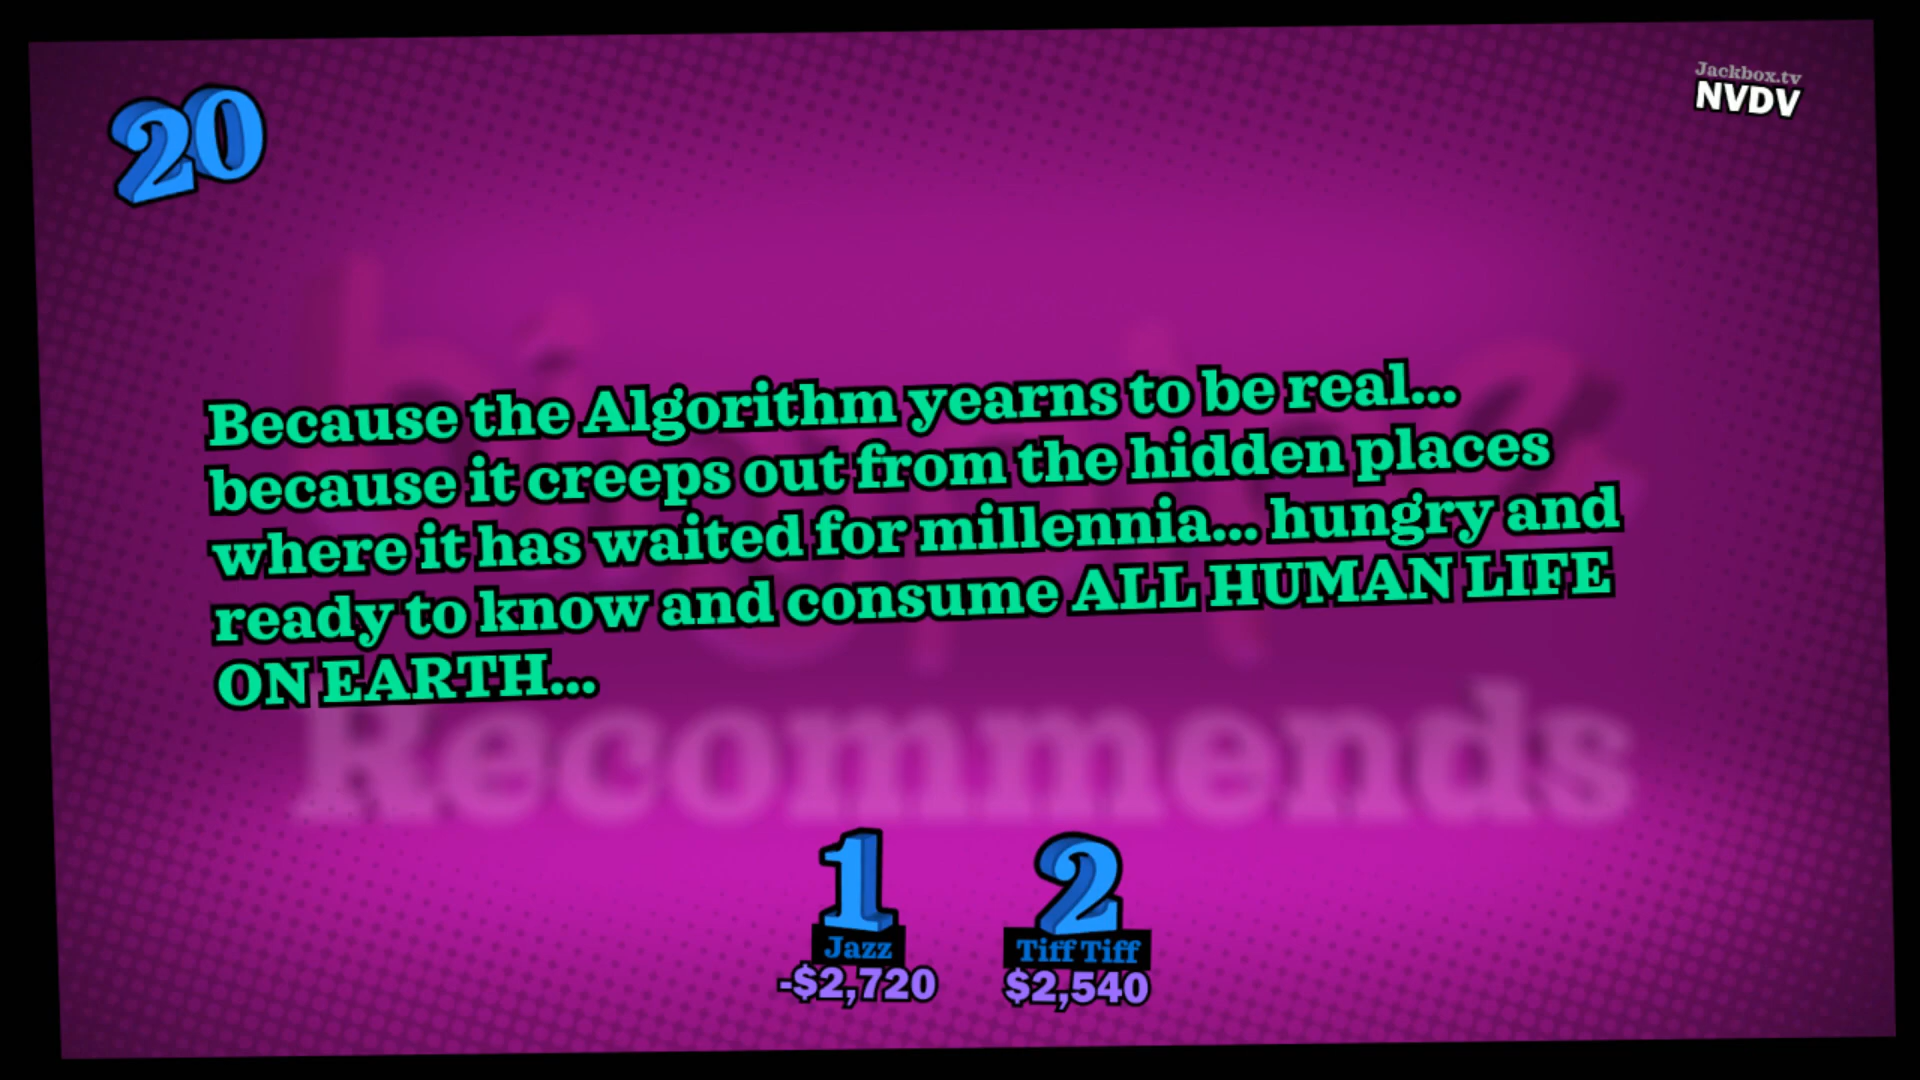 20
Jackbox.tv
NVDV
Because the Algorithm yearns to be real...
because it creeps out from the hidden places
where it has waited for millennia... hungry and
ready to know and consume ALL HUMAN LIFE
ON EARTH...
Recommends
1 2
Jazz Tiff Tiff
-$2,720 $2,540